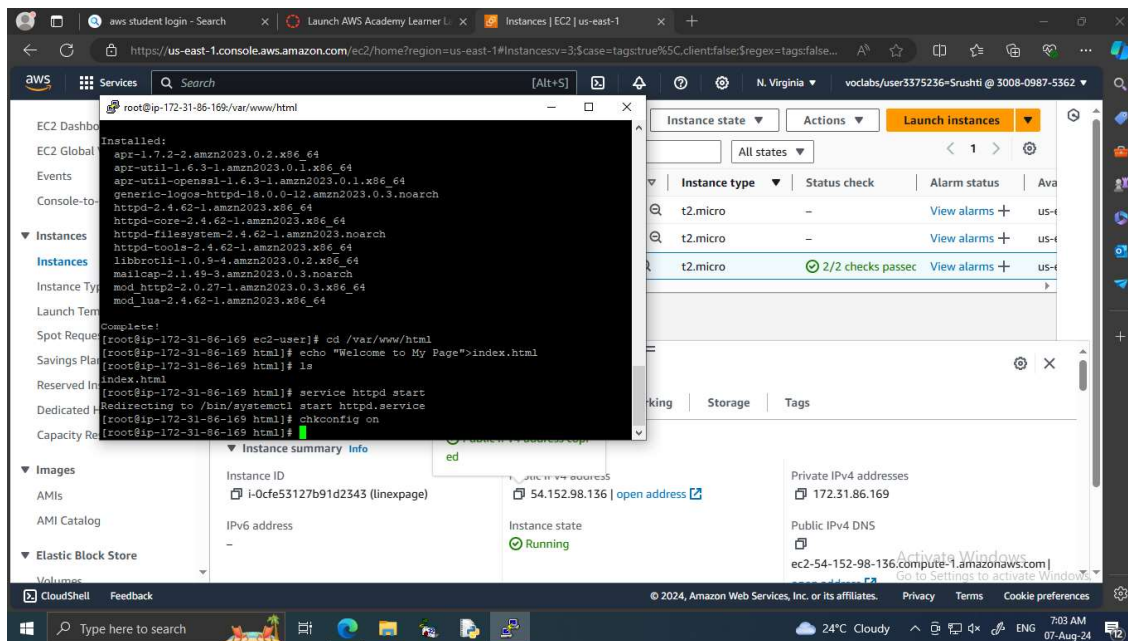 aws student login - Search
Launch AWS Academy Learner L
Instances | EC2 | us-east-1
https://us-east-1.console.aws.amazon.com/ec2/home?region=us-east-1#Instances:v=3;$case=tags:true%5C,client:false;$regex=tags:false...
aws
Services
Search
[Alt+S]
N. Virginia
voclabs/user3375236=Srushti @ 3008-0987-5362
root@ip-172-31-86-169:/var/www/html
Installed:
apr-1.7.2-2.amzn2023.0.2.x86_64
apr-util-1.6.3-1.amzn2023.0.1.x86_64
apr-util-openssl-1.6.3-1.amzn2023.0.1.x86_64
generic-logos-httpd-18.0.0-12.amzn2023.0.3.noarch
httpd-2.4.62-1.amzn2023.x86_64
httpd-core-2.4.62-1.amzn2023.x86_64
httpd-filesystem-2.4.62-1.amzn2023.noarch
httpd-tools-2.4.62-1.amzn2023.x86_64
libbrotli-1.0.9-4.amzn2023.0.2.x86_64
mailcap-2.1.49-3.amzn2023.0.3.noarch
mod_http2-2.0.27-1.amzn2023.0.3.x86_64
mod_lua-2.4.62-1.amzn2023.x86_64
Complete!
[root@ip-172-31-86-169 ec2-user]# cd /var/www/html
[root@ip-172-31-86-169 html]# echo "Welcome to My Page">index.html
[root@ip-172-31-86-169 html]# ls
index.html
[root@ip-172-31-86-169 html]# service httpd start
Redirecting to /bin/systemctl start httpd.service
[root@ip-172-31-86-169 html]# chkconfig on
[root@ip-172-31-86-169 html]#
EC2 Dashbo
EC2 Global
Events
Console-to-
Instances
Instances
Instance Typ
Launch Tem
Spot Reque
Savings Pla
Reserved In
Dedicated H
Capacity Re
Images
AMIs
AMI Catalog
Elastic Block Store
Volumes
Instance state
Actions
Launch instances
All states
1
Instance type
Status check
Alarm status
Ava
t2.micro
–
View alarms
us-e
t2.micro
–
View alarms
us-e
t2.micro
2/2 checks passec
View alarms
us-e
rking
Storage
Tags
ed
Instance summary Info
Instance ID
i-0cfe53127b91d2343 (linexpage)
54.152.98.136 | open address
Private IPv4 addresses
172.31.86.169
IPv6 address
–
Instance state
Running
Public IPv4 DNS
ec2-54-152-98-136.compute-1.amazonaws.com |
Activate Windows
Go to Settings to activate Windows.
CloudShell
Feedback
© 2024, Amazon Web Services, Inc. or its affiliates.
Privacy
Terms
Cookie preferences
Type here to search
24°C Cloudy
ENG
7:03 AM
07-Aug-24
12